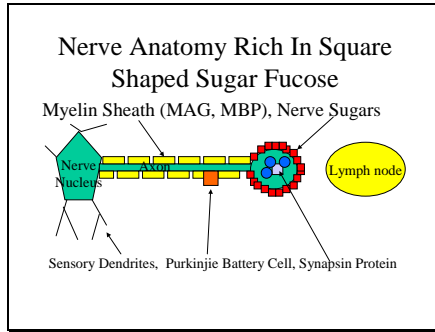 Nerve Anatomy Rich In Square
Shaped Sugar Fucose
Myelin Sheath (MAG, MBP), Nerve Sugars
Nerve
Nucleus
Axon
Lymph node
Sensory Dendrites, Purkinjie Battery Cell, Synapsin Protein